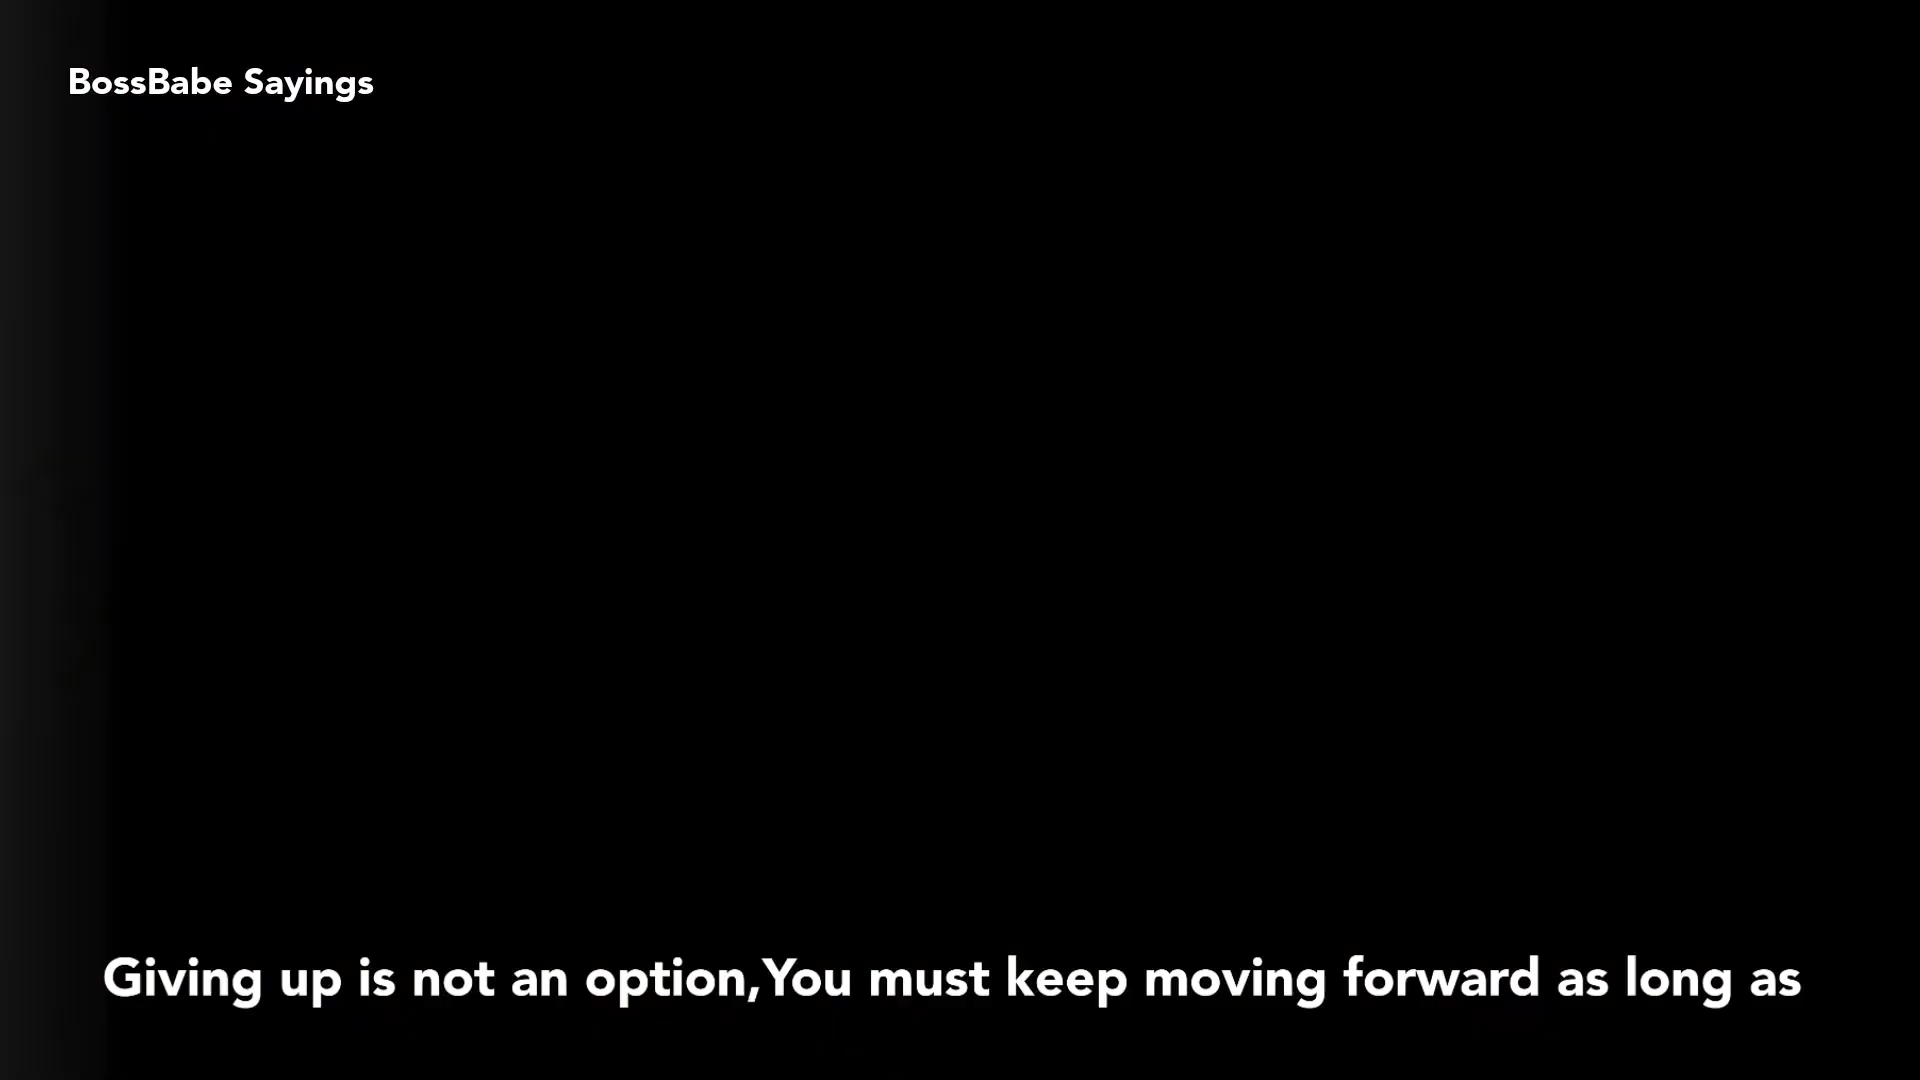 BossBabe Sayings
Giving up is not an option,You must keep moving forward as long as